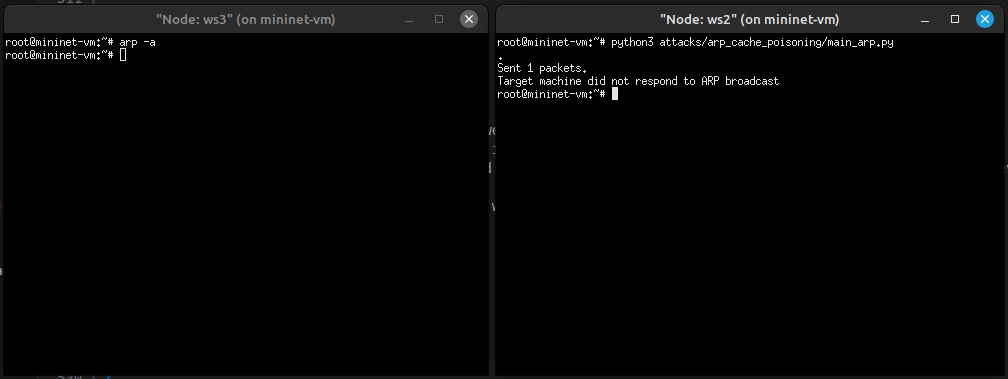 "Node: ws3" (on mininet-vm)
root@mininet-vm:~# arp -a
root@mininet-vm:~#
"Node: ws2" (on mininet-vm)
root@mininet-vm:~# python3 attacks/arp_cache_poisoning/main_arp.py
.
Sent 1 packets.
Target machine did not respond to ARP broadcast
root@mininet-vm:~#